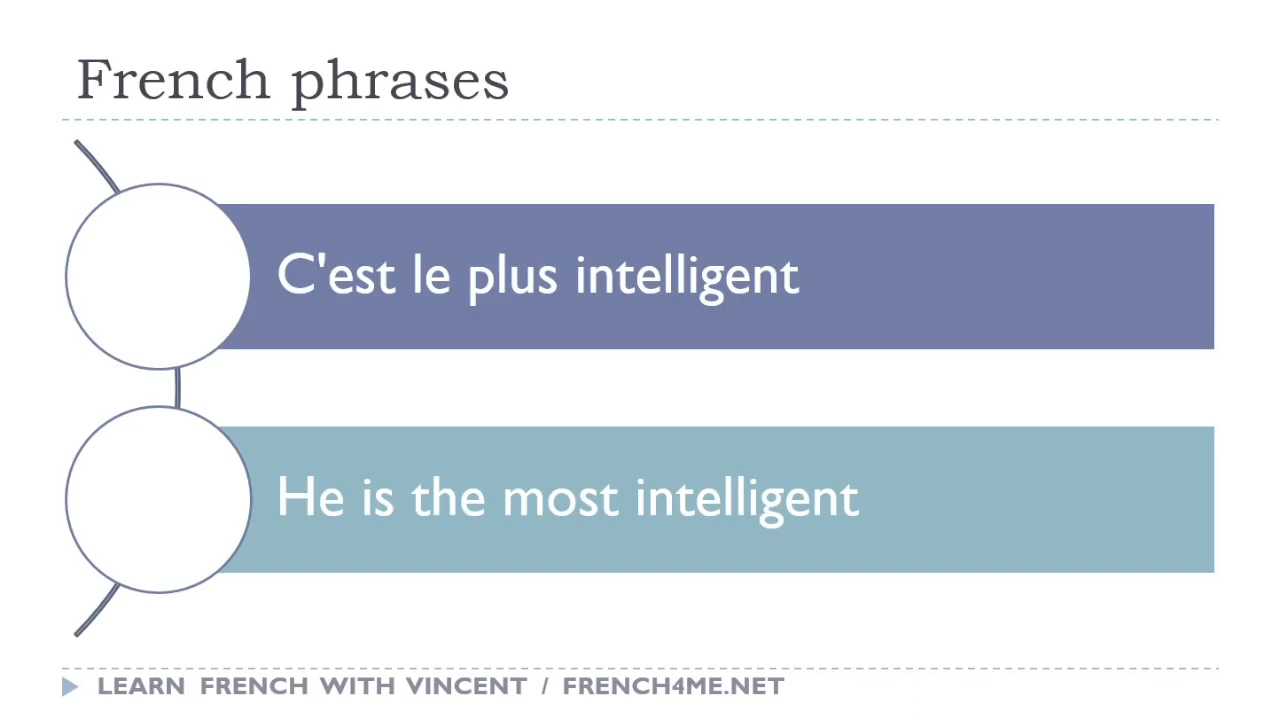 French phrases
C'est le plus intelligent
He is the most intelligent
LEARN FRENCH WITH VINCENT / FRENCH4ME.NET